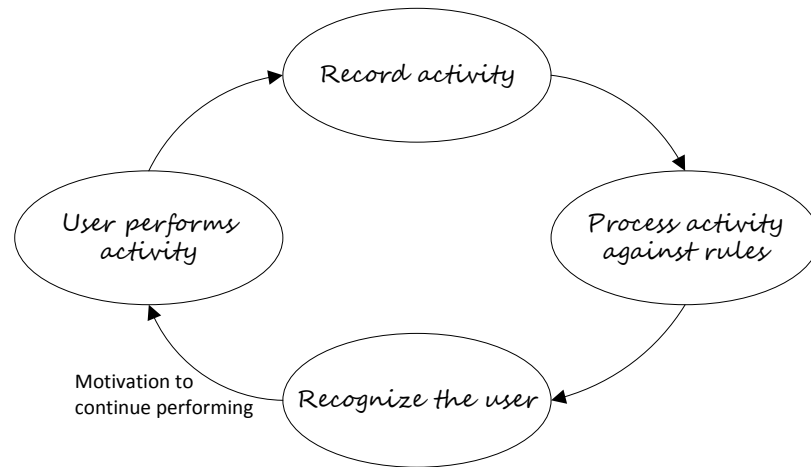 Record activity
User performs
activity
Process activity
against rules
Motivation to
continue performing
Recognize the user